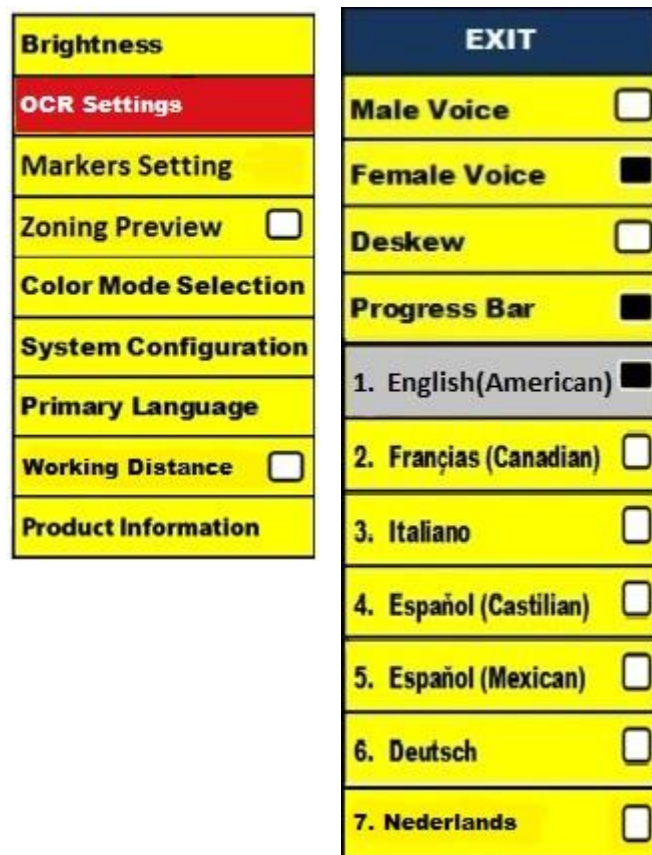 Brightness
OCR Settings
Markers Setting
Zoning Preview
Color Mode Selection
System Configuration
Primary Language
Working Distance
Product Information
EXIT
Male Voice
Female Voice
Deskew
Progress Bar
1. English(American)
2. Françias (Canadian)
3. Italiano
4. Español (Castilian)
5. Español (Mexican)
6. Deutsch
7. Nederlands